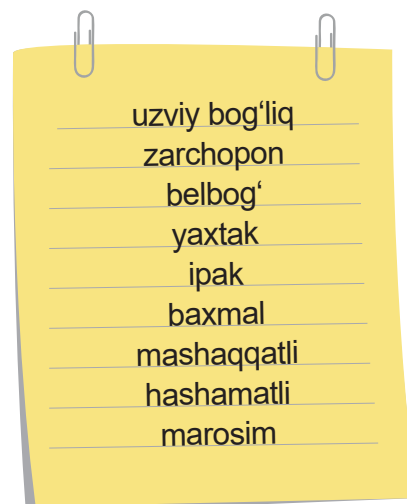 uzviy bog‘liq
zarchopon
belbog‘
yaxtak
ipak
baxmal
mashaqqatli
hashamatli
marosim